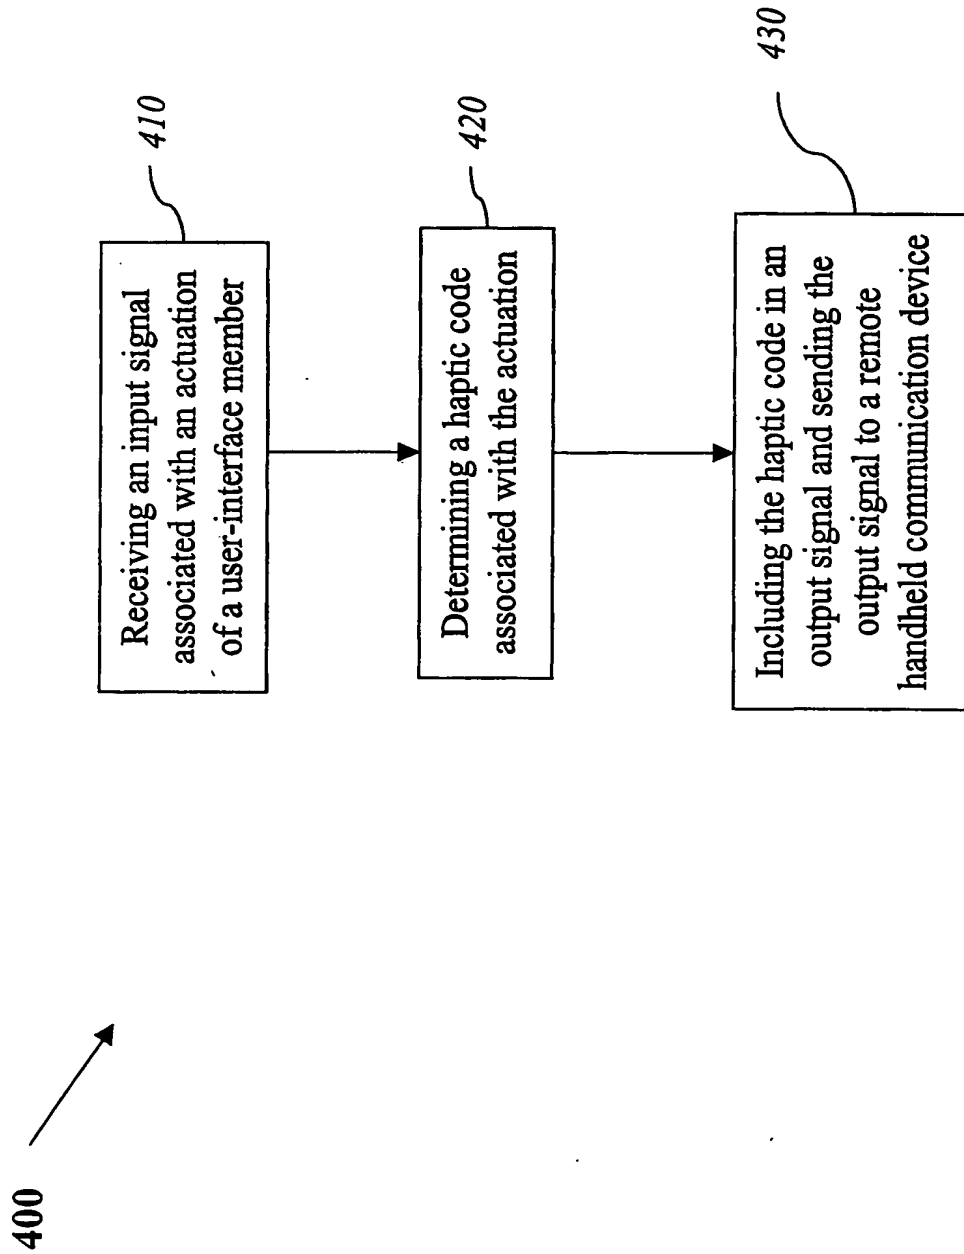 400
Receiving an input signal
associated with an actuation
of a user-interface member
410
Determining a haptic code
associated with the actuation
420
Including the haptic code in an
output signal and sending the
output signal to a remote
handheld communication device
430